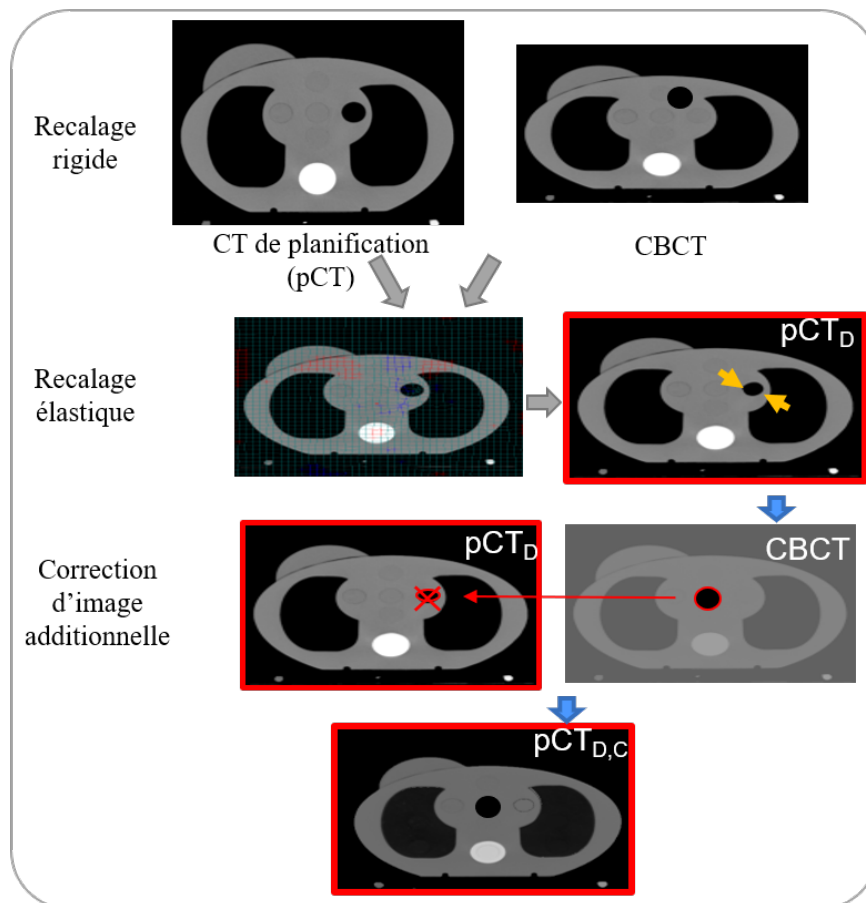 Recalage
rigide
CT de planification
(pCT)
CBCT
Recalage
élastique
pCTD
Correction
d’image
additionnelle
pCTD
CBCT
pCTD,C